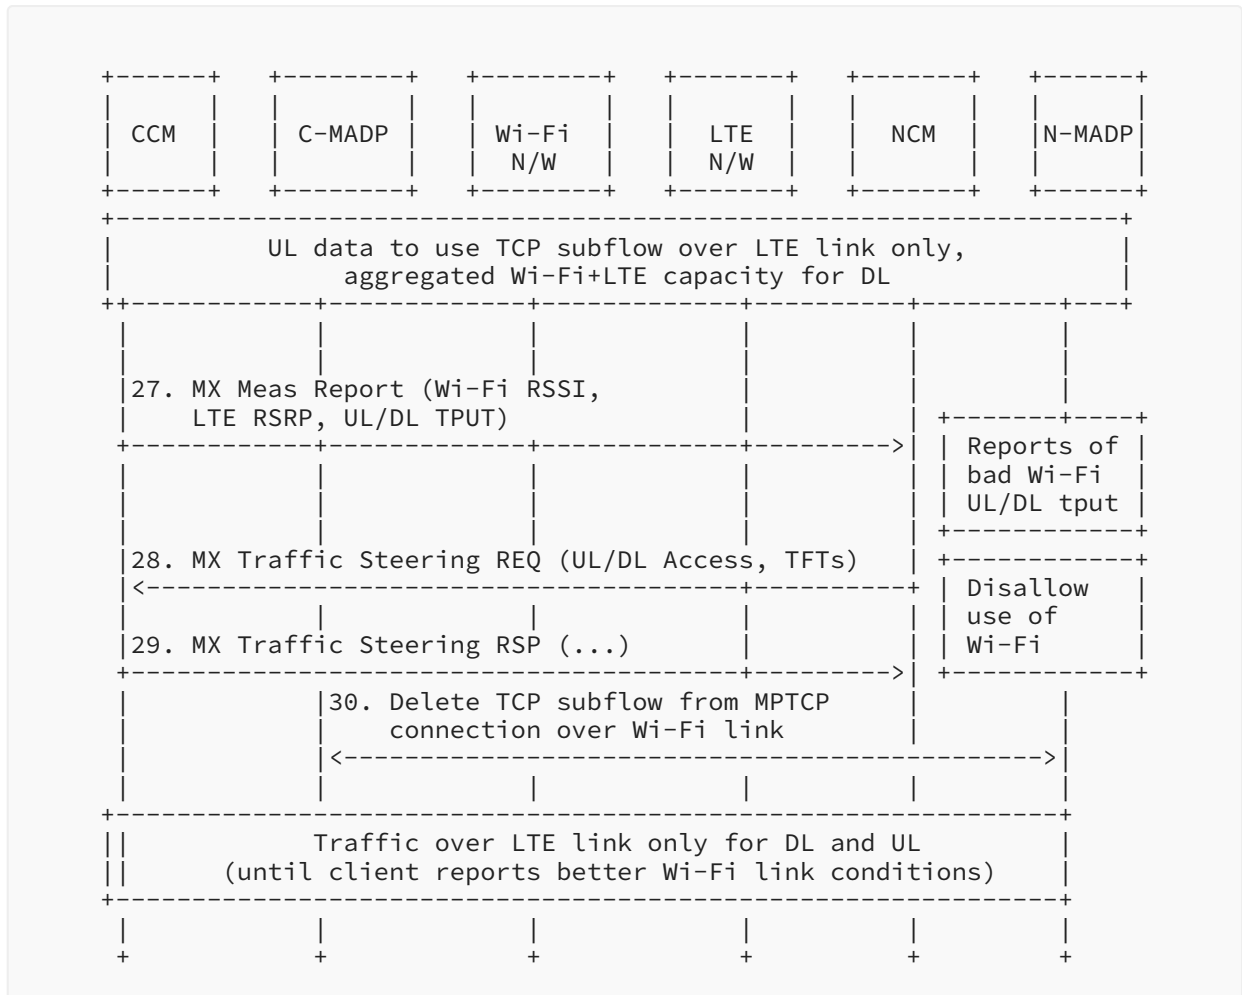 CCM C-MADP Wi-Fi LTE NCM N-MADP
N/W N/W
UL data to use TCP subflow over LTE link only,
aggregated Wi-Fi+LTE capacity for DL
27. MX Meas Report (Wi-Fi RSSI,
LTE RSRP, UL/DL TPUT)
Reports of
bad Wi-Fi
UL/DL tput
28. MX Traffic Steering REQ (UL/DL Access, TFTs)
Disallow
use of
Wi-Fi
29. MX Traffic Steering RSP (...)
30. Delete TCP subflow from MPTCP
connection over Wi-Fi link
Traffic over LTE link only for DL and UL
(until client reports better Wi-Fi link conditions)